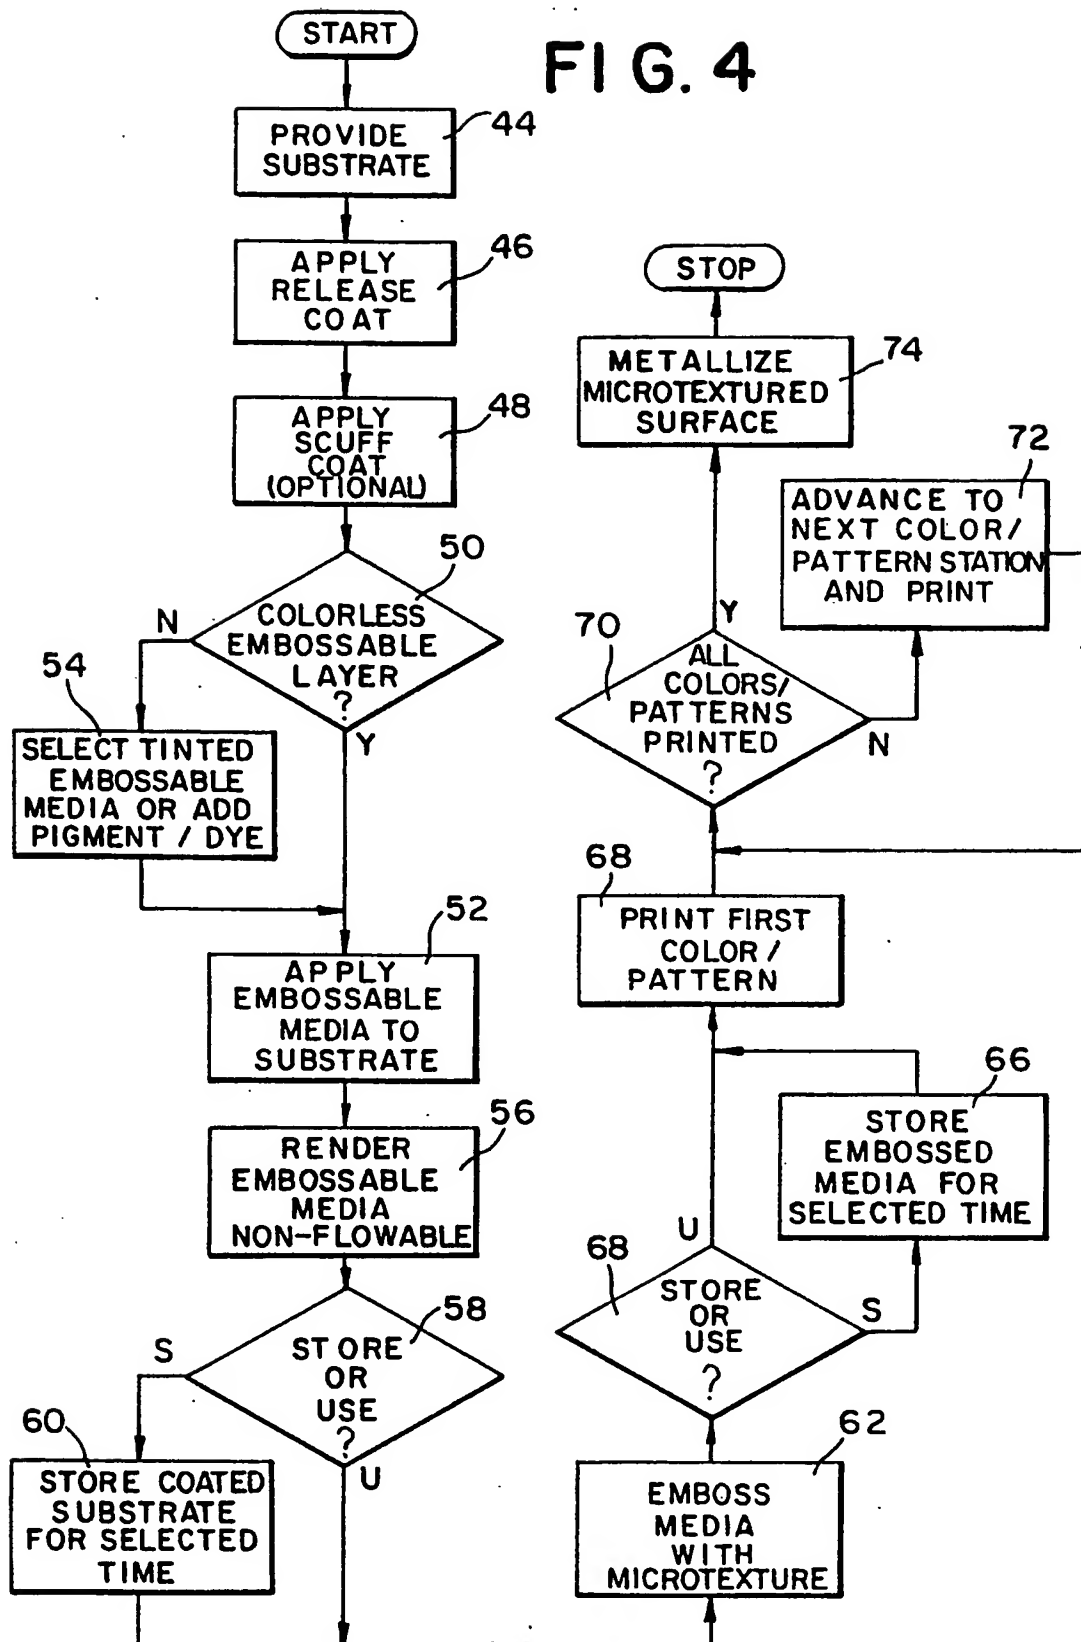 FIG. 4
START
44
PROVIDE
SUBSTRATE
46
APPLY
RELEASE
COAT
48
APPLY
SCUFF
COAT
(OPTIONAL)
50
COLORLESS
EMBOSSABLE
LAYER
?
N
Y
54
SELECT TINTED
EMBOSSABLE
MEDIA OR ADD
PIGMENT / DYE
52
APPLY
EMBOSSABLE
MEDIA TO
SUBSTRATE
56
RENDER
EMBOSSABLE
MEDIA
NON-FLOWABLE
58
STORE
OR
USE
?
S
U
60
STORE COATED
SUBSTRATE
FOR SELECTED
TIME
STOP
74
METALLIZE
MICROTEXTURED
SURFACE
72
ADVANCE TO
NEXT COLOR/
PATTERN STATION
AND PRINT
Y
70
ALL
COLORS/
PATTERNS
PRINTED
?
N
68
PRINT FIRST
COLOR/
PATTERN
66
STORE
EMBOSSED
MEDIA FOR
SELECTED TIME
U
68
STORE
OR
USE
?
S
62
EMBOSS
MEDIA
WITH
MICROTEXTURE